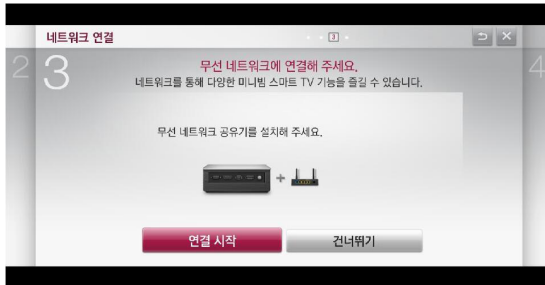 네트워크 연결
3
2
3
4
무선 네트워크에 연결해 주세요.
네트워크를 통해 다양한 미니빔 스마트 TV 기능을 즐길 수 있습니다.
무선 네트워크 공유기를 설치해 주세요.
+
연결 시작
건너뛰기